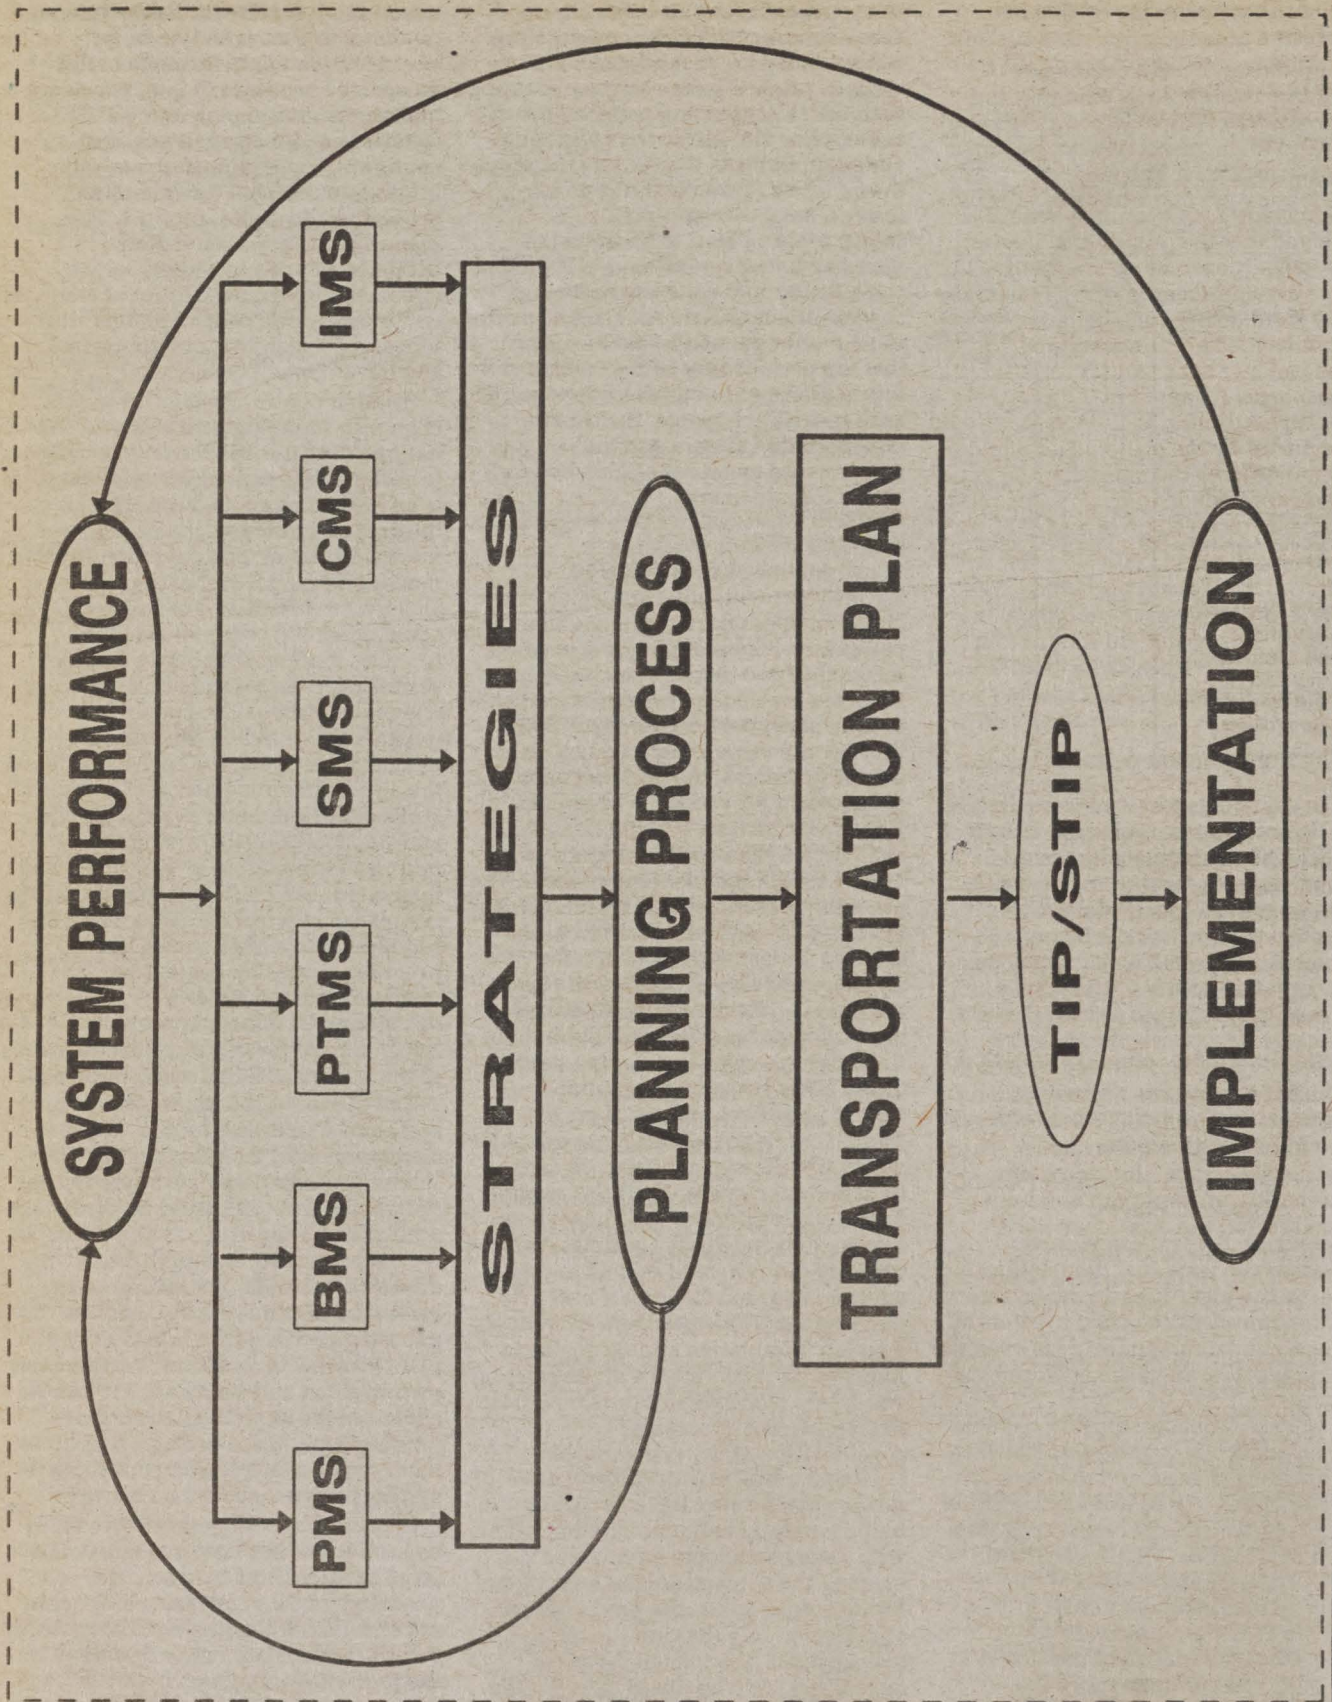 SYSTEM PERFORMANCE
PMS
BMS
PTMS
SMS
CMS
IMS
STRATEGIES
PLANNING PROCESS
TRANSPORTATION PLAN
TIP/STIP
IMPLEMENTATION